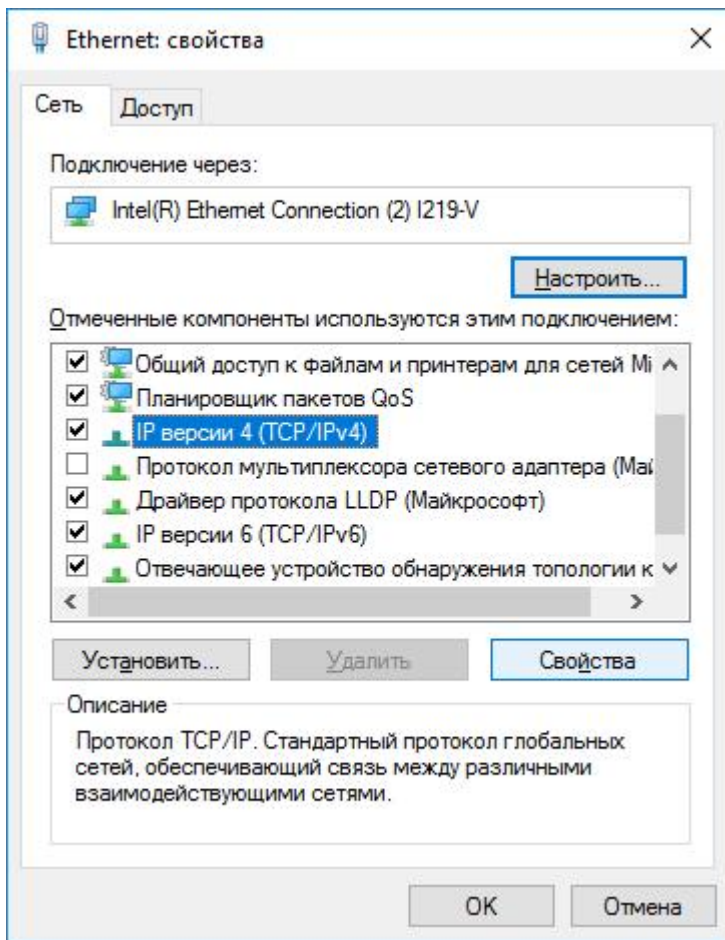 Ethernet: свойства
Сеть
Доступ
Подключение через:
Intel(R) Ethernet Connection (2) I219-V
Настроить...
Отмеченные компоненты используются этим подключением:
Общий доступ к файлам и принтерам для сетей Mi
Планировщик пакетов QoS
IP версии 4 (TCP/IPv4)
Протокол мультиплексора сетевого адаптера (Май
Драйвер протокола LLDP (Майкрософт)
IP версии 6 (TCP/IPv6)
Отвечающее устройство обнаружения топологии к
Установить...
Удалить
Свойства
Описание
Протокол TCP/IP. Стандартный протокол глобальных
сетей, обеспечивающий связь между различными
взаимодействующими сетями.
OK
Отмена